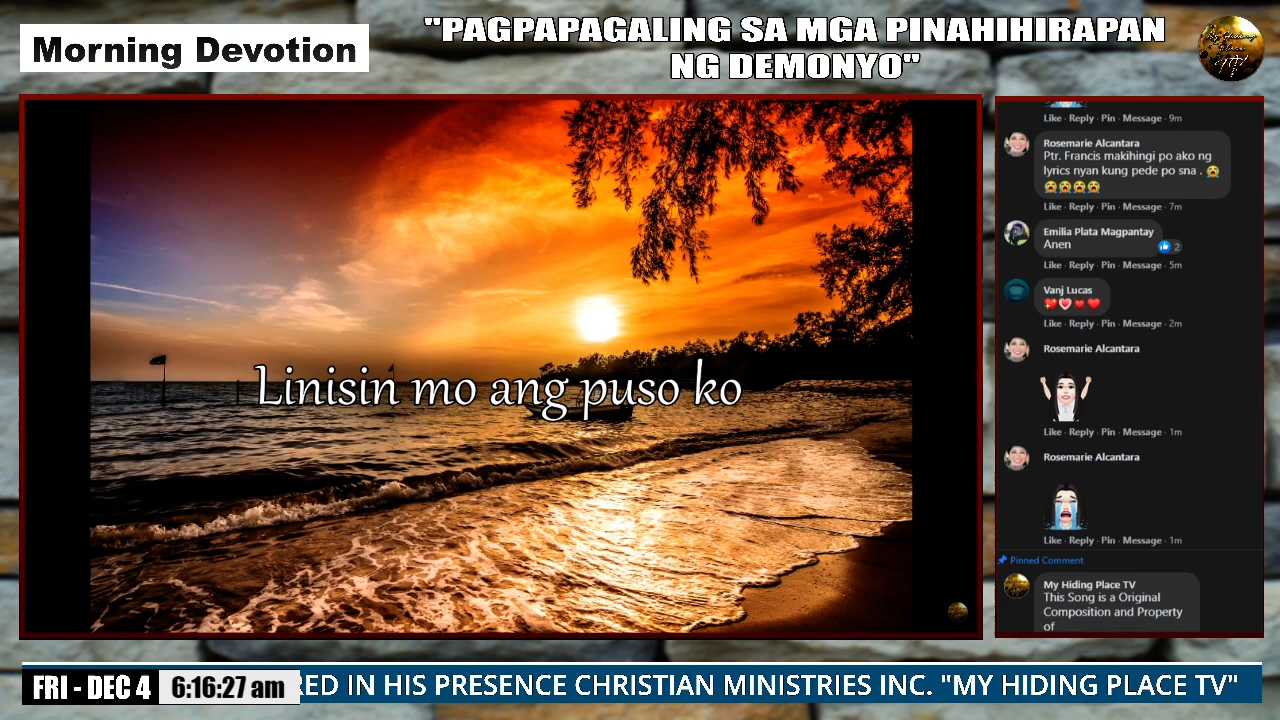 Morning Devotion
"PAGPAPAGALING SA MGA PINAHIHIRAPAN
NG DEMONYO"
My Hiding
Place
TV
Linisin mo ang puso ko
Like · Reply · Pin · Message · 9m
Rosemarie Alcantara
Ptr. Francis makihingi po ako ng
lyrics nyan kung pede po sna . 😭
😭😭😭😭
Like · Reply · Pin · Message · 7m
Emilia Plata Magpantay
Anen
2
Like · Reply · Pin · Message · 5m
Vanj Lucas
Like · Reply · Pin · Message · 2m
Rosemarie Alcantara
Like · Reply · Pin · Message · 1m
Rosemarie Alcantara
Like · Reply · Pin · Message · 1m
Pinned Comment
My Hiding Place TV
This Song is a Original
Composition and Property
of
FRI - DEC 4 6:16:27 am RED IN HIS PRESENCE CHRISTIAN MINISTRIES INC. "MY HIDING PLACE TV"